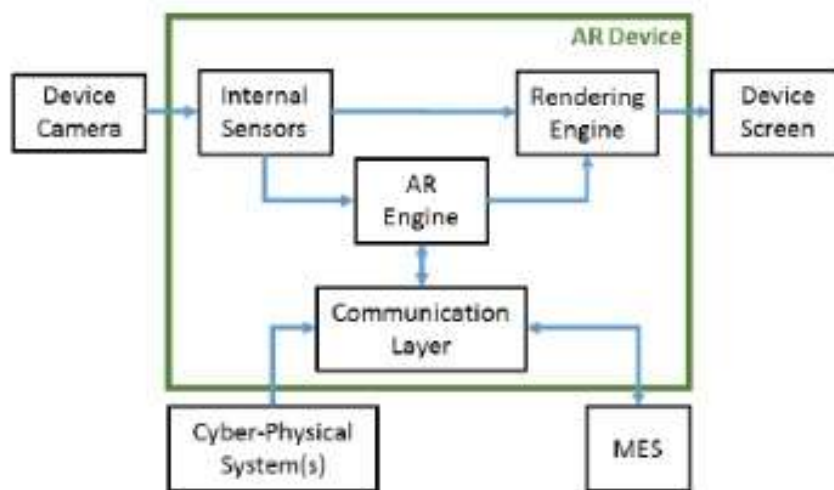 AR Device
Device
Camera
Internal
Sensors
Rendering
Engine
Device
Screen
AR
Engine
Communication
Layer
Cyber-Physical
System(s)
MES